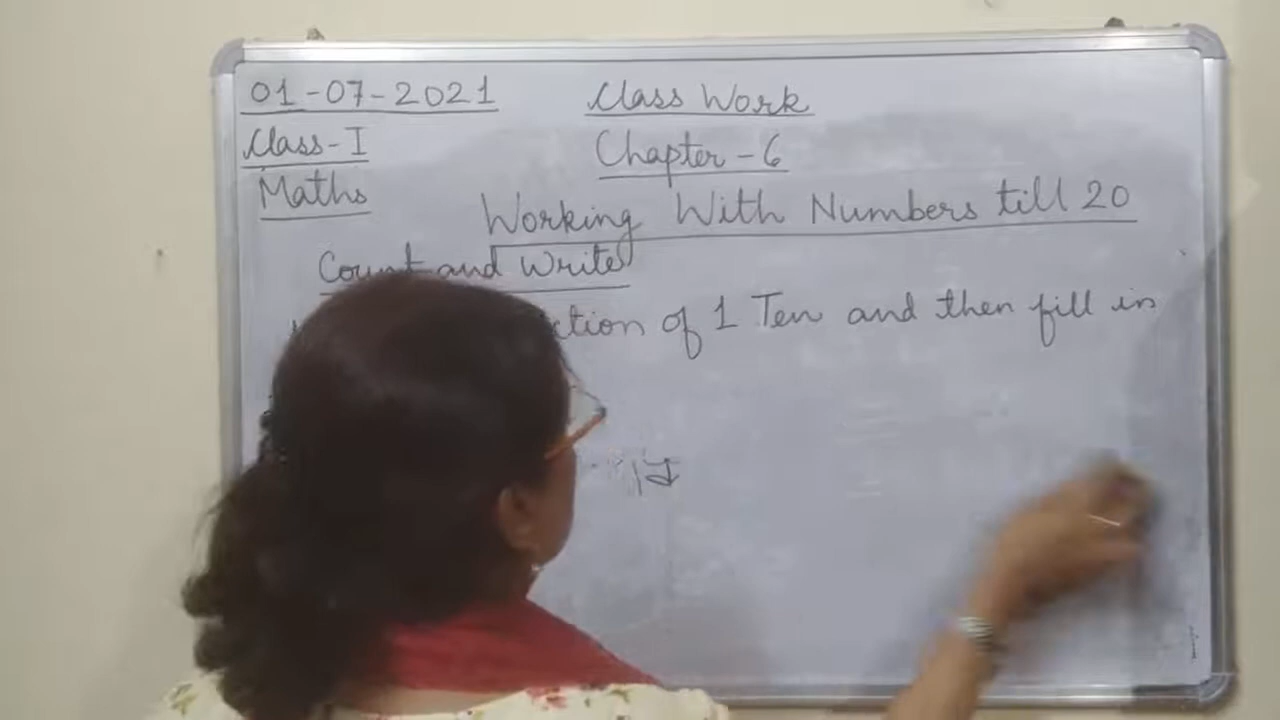 01-07-2021
Class Work
Class-I
Chapter-6
Maths
Working With Numbers till 20
Count and Write
ction of 1 Ten and then fill in